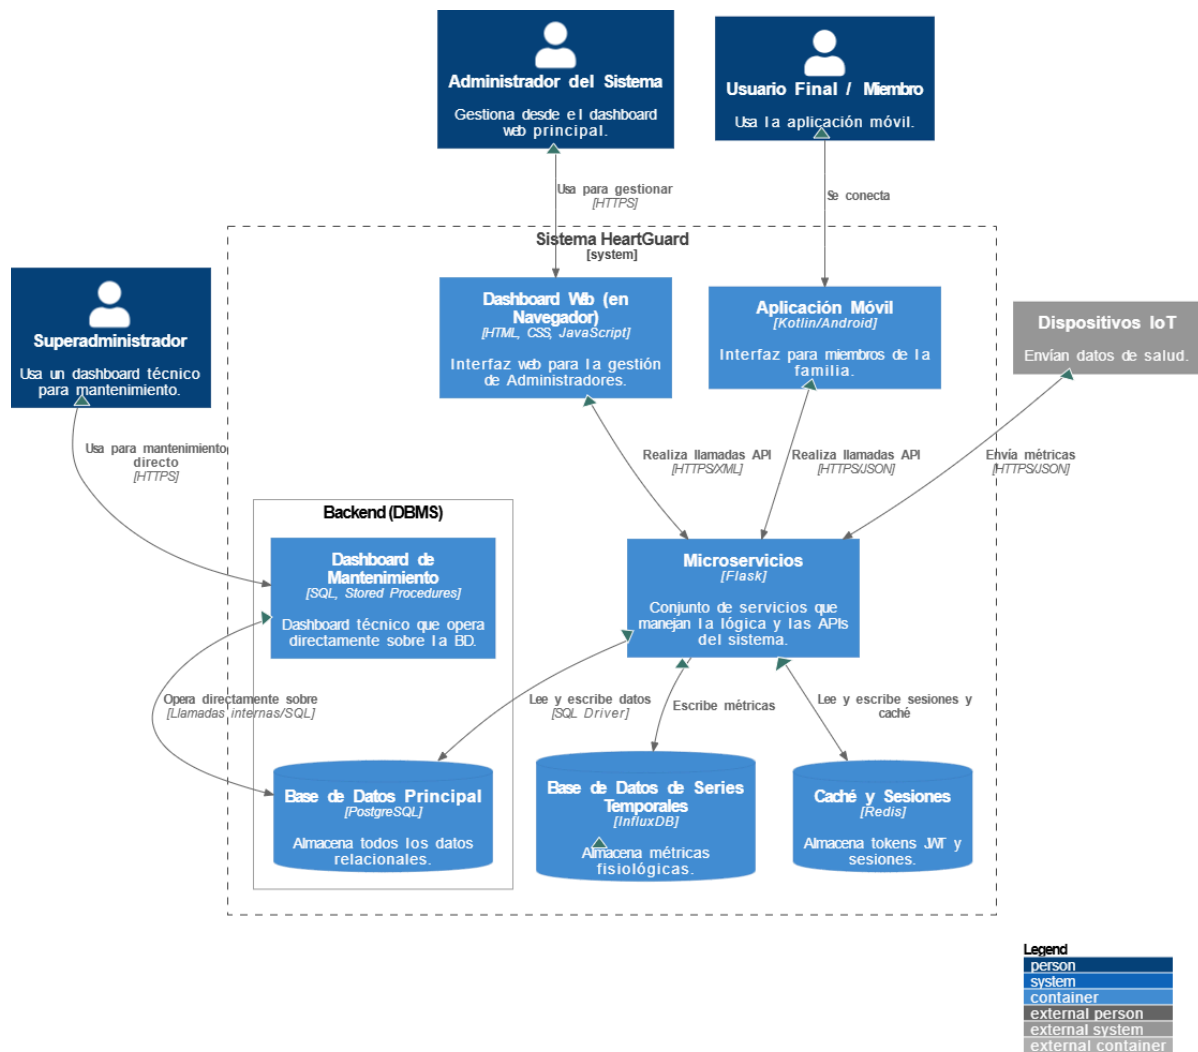 Administrador del Sistema
Gestiona desde el dashboard
web principal.
Usuario Final / Miembro
Usa la aplicación móvil.
Usa para gestionar
[HTTPS]
Se conecta
Sistema HeartGuard
[system]
Superadministrador
Usa un dashboard técnico
para mantenimiento.
Dashboard Web (en
Navegador)
[HTML, CSS, JavaScript]
Interfaz web para la gestión
de Administradores.
Aplicación Móvil
[Kotlin/Android]
Interfaz para miembros de la
familia.
Dispositivos IoT
Envían datos de salud.
Usa para mantenimiento
directo
[HTTPS]
Realiza llamadas API
[HTTPS/XML]
Realiza llamadas API
[HTTPS/JSON]
Envía métricas
[HTTPS/JSON]
Backend (DBMS)
Dashboard de
Mantenimiento
[SQL, Stored Procedures]
Dashboard técnico que opera
directamente sobre la BD.
Microservicios
[Flask]
Conjunto de servicios que
manejan la lógica y las APIs
del sistema.
Opera directamente sobre
[Llamadas internas/SQL]
Lee y escribe datos
[SQL Driver]
Escribe métricas
Lee y escribe sesiones y
caché
Base de Datos Principal
[PostgreSQL]
Almacena todos los datos
relacionales.
Base de Datos de Series
Temporales
[InfluxDB]
Almacena métricas
fisiológicas.
Caché y Sesiones
[Redis]
Almacena tokens JWT y
sesiones.
Legend
person
system
container
external person
external system
external container